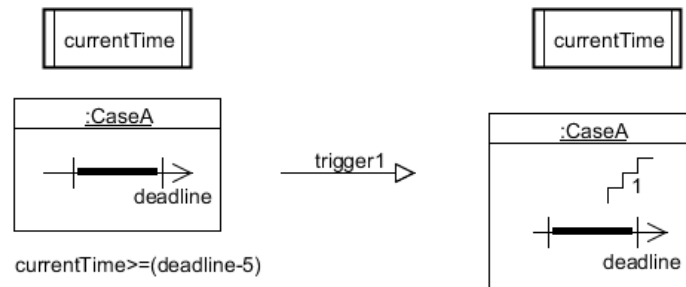 currentTime
currentTime
:CaseA
deadline
currentTime>=(deadline-5)
trigger1
:CaseA
1
deadline